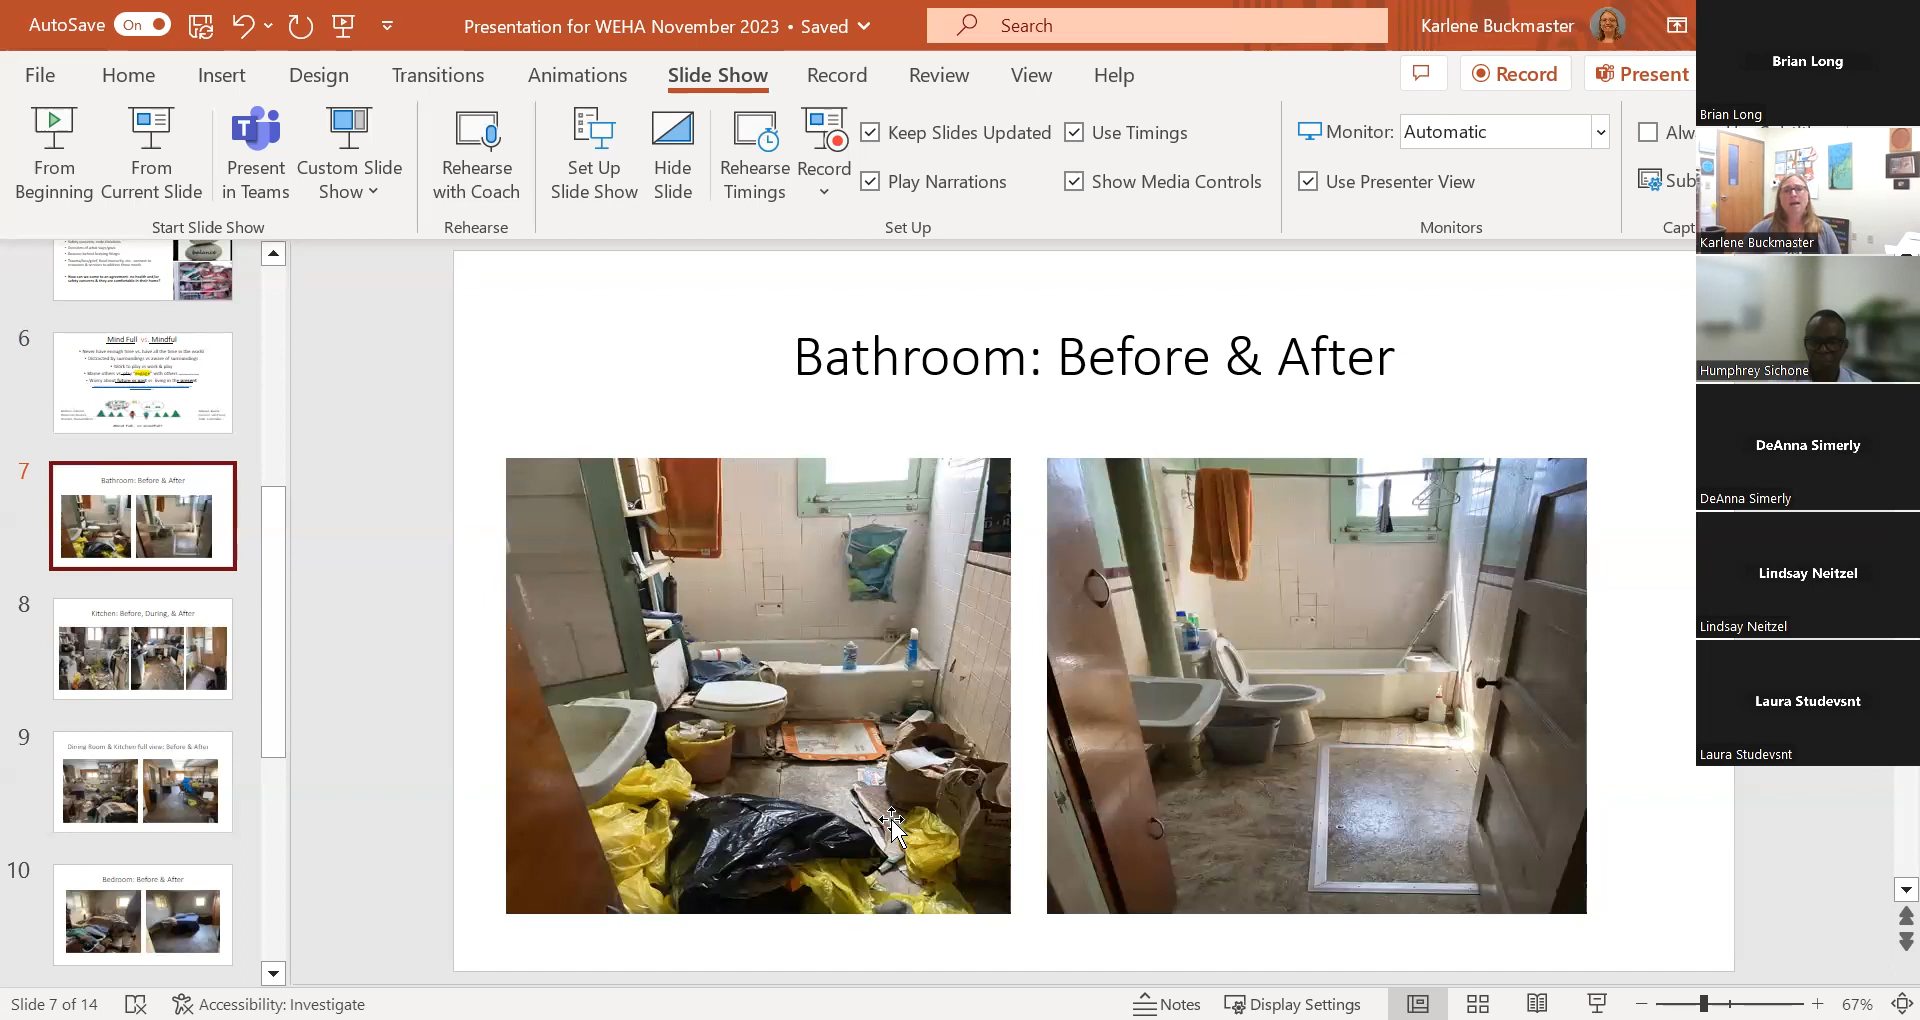 AutoSave
On
Presentation for WEHA November 2023 • Saved
Search
Karlene Buckmaster
File
Home
Insert
Design
Transitions
Animations
Slide Show
Record
Review
View
Help
Record
Present
From
Beginning
From
Current Slide
Present
in Teams
Custom Slide
Show
Start Slide Show
Rehearse
with Coach
Rehearse
Set Up
Slide Show
Hide
Slide
Rehearse
Timings
Record
Keep Slides Updated
Play Narrations
Use Timings
Show Media Controls
Set Up
Monitor:
Automatic
Use Presenter View
Monitors
Brian Long
Brian Long
Karlene Buckmaster
Humphrey Sichone
DeAnna Simerly
DeAnna Simerly
Lindsay Neitzel
Lindsay Neitzel
Laura Studevsnt
Laura Studevsnt
6
Mind Full vs. Mindful
7
Bathroom: Before & After
8
Kitchen: Before, During, & After
9
Dining Room & Kitchen full view; Before & After
10
Bedroom: Before & After
Bathroom: Before & After
Slide 7 of 14
Accessibility: Investigate
Notes
Display Settings
67%